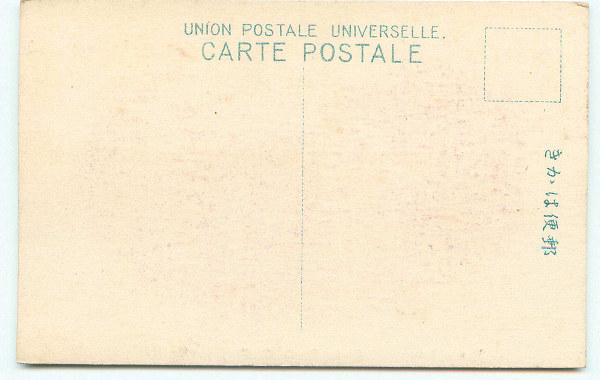 UNION POSTALE UNIVERSELLE.
CARTE POSTALE
郵便はかき